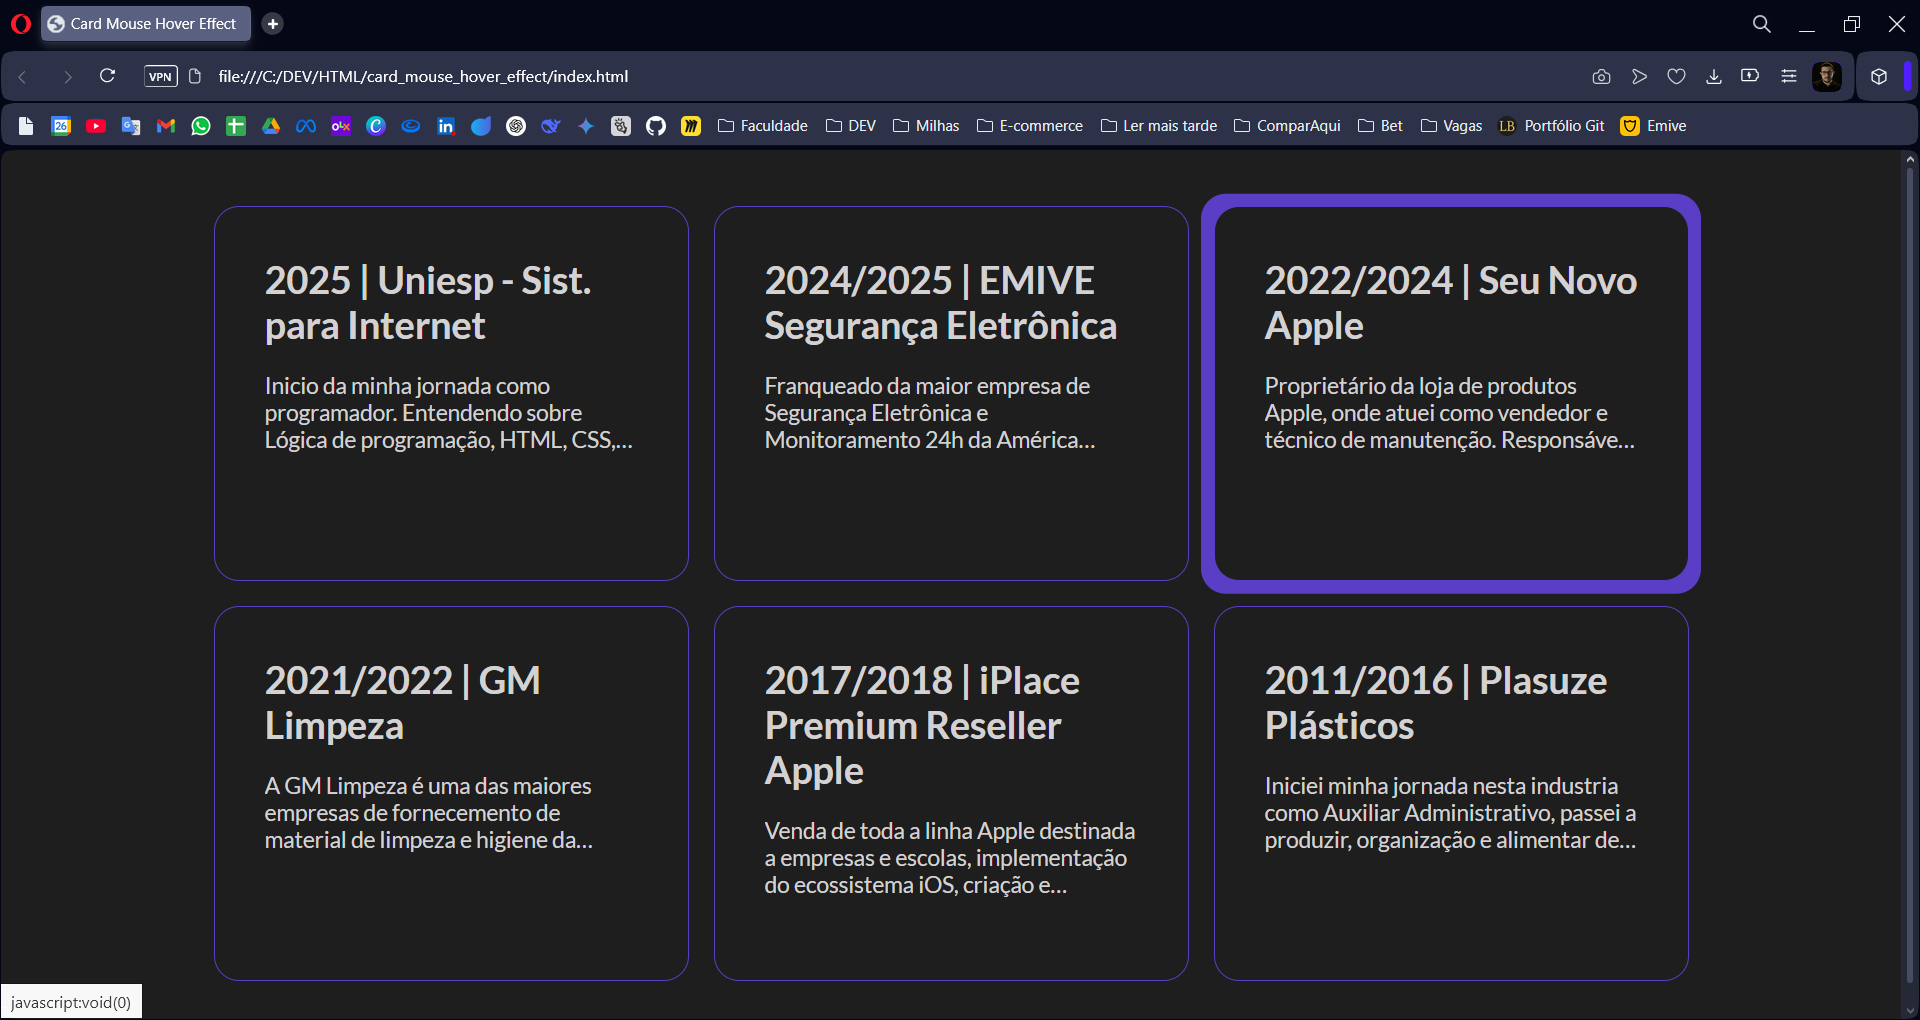 Card Mouse Hover Effect
VPN file:///C:/DEV/HTML/card_mouse_hover_effect/index.html
26 olx in LB Faculdade DEV Milhas E-commerce Ler mais tarde ComparAqui Bet Vagas Portfólio Git Emive
2025 | Uniesp - Sist.
para Internet
Inicio da minha jornada como
programador. Entendendo sobre
Lógica de programação, HTML, CSS,...
2024/2025 | EMIVE
Segurança Eletrônica
Franqueado da maior empresa de
Segurança Eletrônica e
Monitoramento 24h da América...
2022/2024 | Seu Novo
Apple
Proprietário da loja de produtos
Apple, onde atuei como vendedor e
técnico de manutenção. Responsáve...
2021/2022 | GM
Limpeza
A GM Limpeza é uma das maiores
empresas de fornecemento de
material de limpeza e higiene da...
2017/2018 | iPlace
Premium Reseller
Apple
Venda de toda a linha Apple destinada
a empresas e escolas, implementação
do ecossistema iOS, criação e...
2011/2016 | Plasuze
Plásticos
Iniciei minha jornada nesta industria
como Auxiliar Administrativo, passei a
produzir, organização e alimentar de...
javascript:void(0)